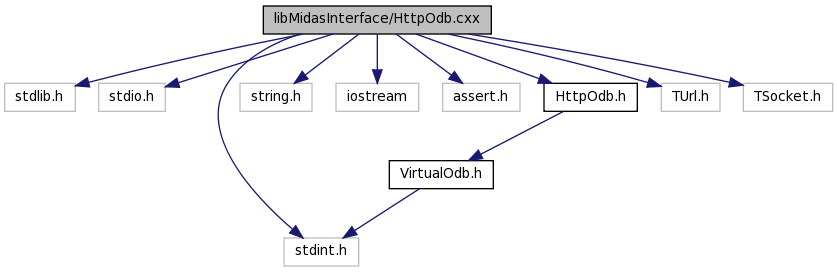 libMidasInterface/HttpOdb.cxx
stdlib.h
stdio.h
string.h
iostream
assert.h
HttpOdb.h
TUrl.h
TSocket.h
VirtualOdb.h
stdint.h